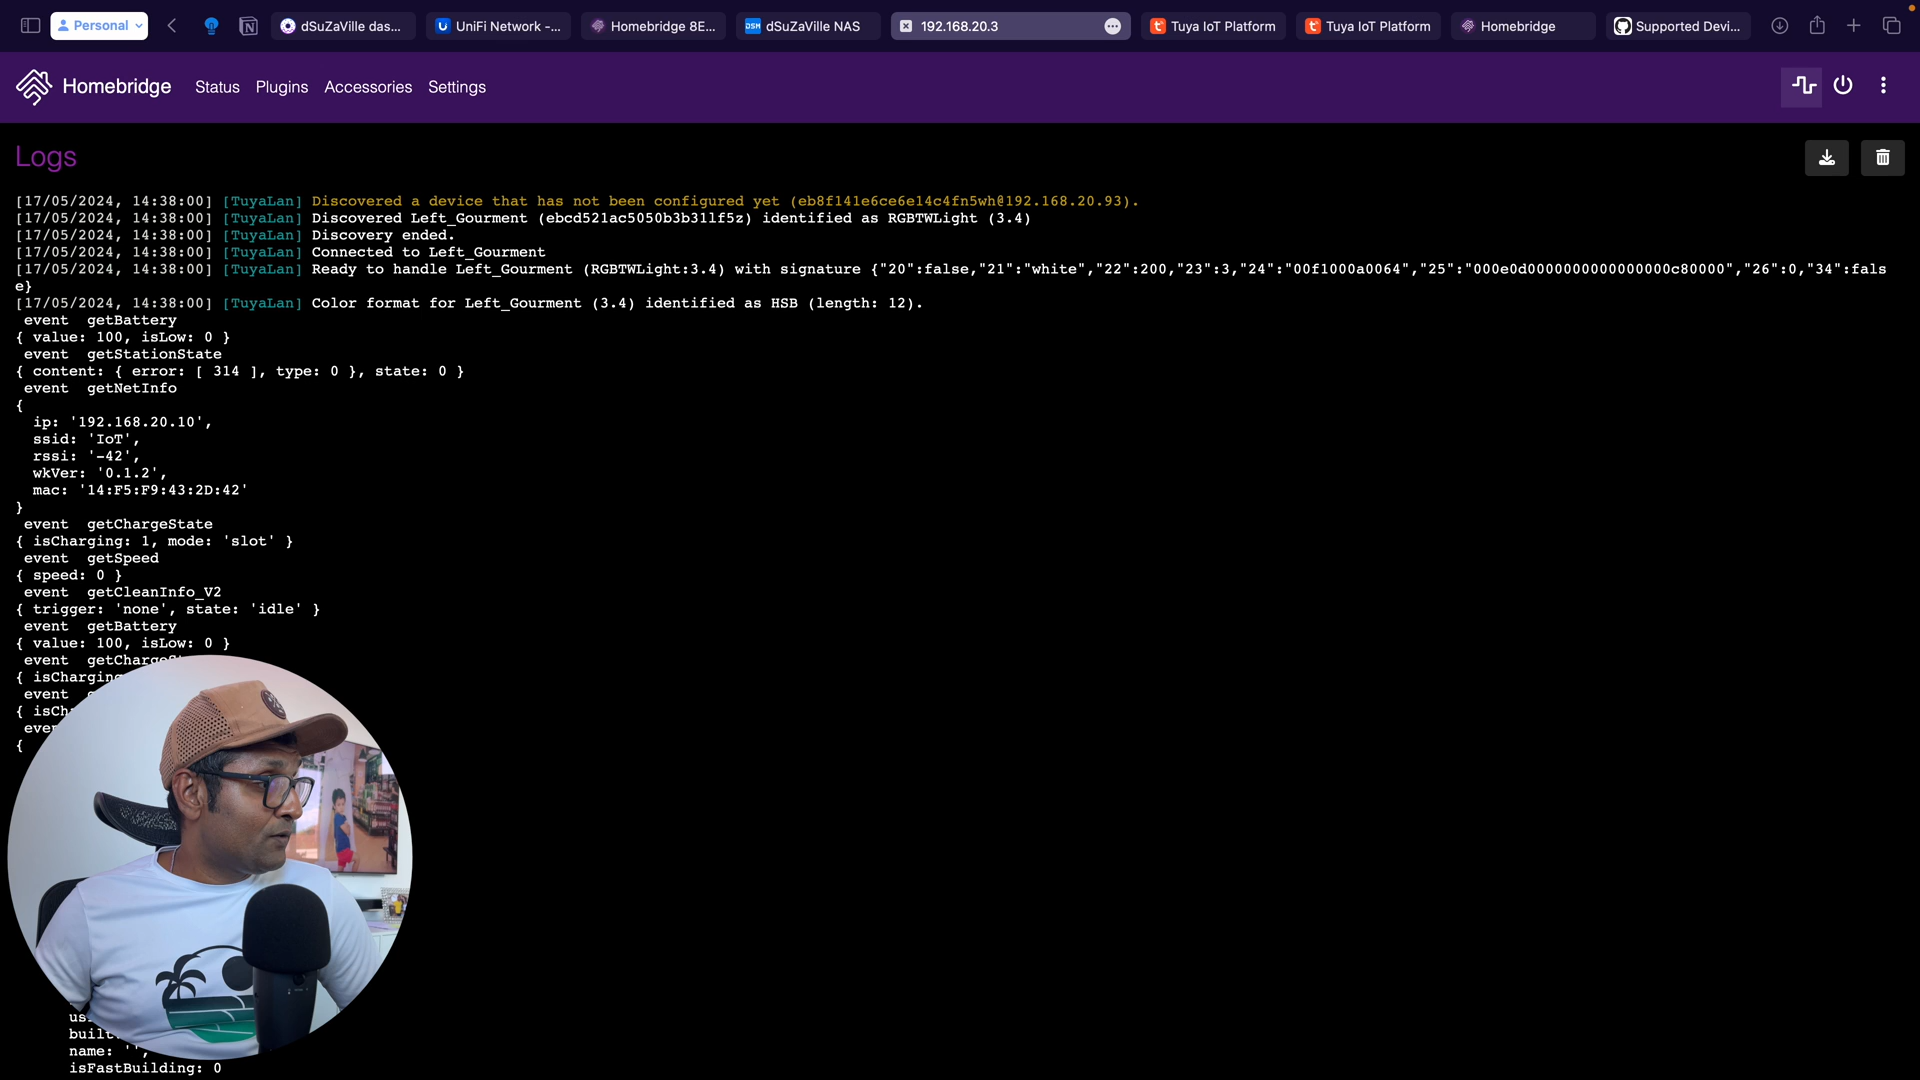 Personal
dSuZaVille das...
UniFi Network -...
Homebridge 8E...
DSM dSuZaVille NAS
192.168.20.3
Tuya IoT Platform
Tuya IoT Platform
Homebridge
Supported Devi...
Homebridge Status Plugins Accessories Settings
Logs
[17/05/2024, 14:38:00] [TuyaLan] Discovered a device that has not been configured yet (eb8f141e6ce6e14c4fn5wh@192.168.20.93).
[17/05/2024, 14:38:00] [TuyaLan] Discovered Left_Gourment (ebcd521ac5050b3b31lf5z) identified as RGBTWLight (3.4)
[17/05/2024, 14:38:00] [TuyaLan] Discovery ended.
[17/05/2024, 14:38:00] [TuyaLan] Connected to Left_Gourment
[17/05/2024, 14:38:00] [TuyaLan] Ready to handle Left_Gourment (RGBTWLight:3.4) with signature {"20":false,"21":"white","22":200,"23":3,"24":"00f1000a0064","25":"000e0d0000000000000000c80000","26":0,"34":fals
e}
[17/05/2024, 14:38:00] [TuyaLan] Color format for Left_Gourment (3.4) identified as HSB (length: 12).
event getBattery
{ value: 100, isLow: 0 }
event getStationState
{ content: { error: [ 314 ], type: 0 }, state: 0 }
event getNetInfo
{
ip: '192.168.20.10',
ssid: 'IoT',
rssi: '-42',
wkVer: '0.1.2',
mac: '14:F5:F9:43:2D:42'
}
event getChargeState
{ isCharging: 1, mode: 'slot' }
event getSpeed
{ speed: 0 }
event getCleanInfo_V2
{ trigger: 'none', state: 'idle' }
event getBattery
{ value: 100, isLow: 0 }
event
{ isCharging
event
{
{
name: '',
isFastBuilding: 0